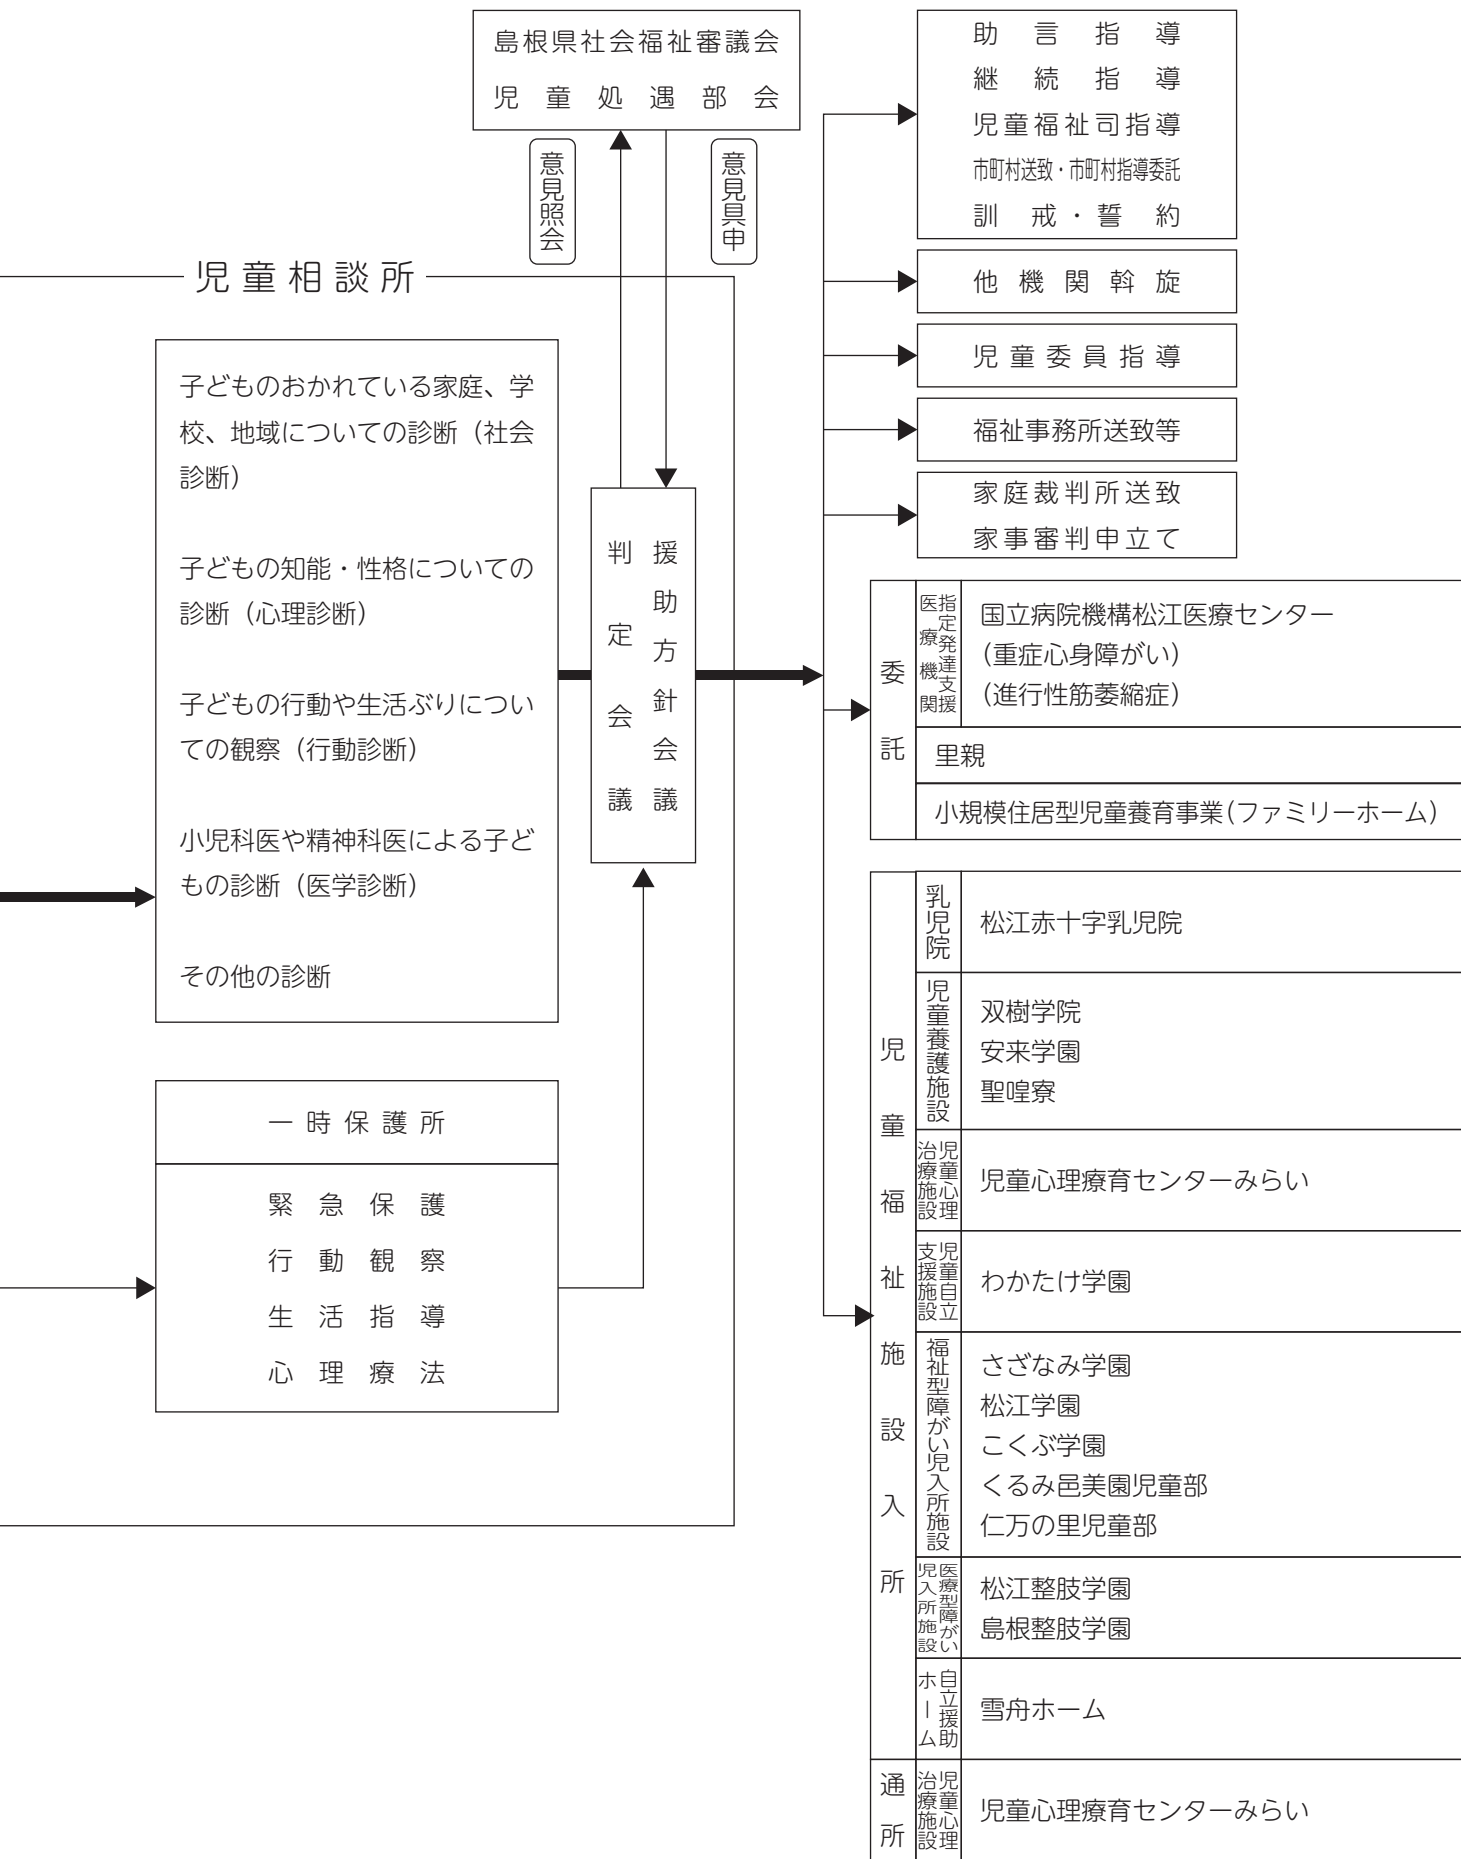 島根県社会福祉審議会
児童処遇部会
意見照会
意見具申
児童相談所
子どものおかれている家庭、学
校、地域についての診断（社会
診断）
子どもの知能・性格についての
診断（心理診断）
子どもの行動や生活ぶりについ
ての観察（行動診断）
小児科医や精神科医による子ど
もの診断（医学診断）
その他の診断
一時保護所
緊急保護
行動観察
生活指導
心理療法
援助方針会議
判定会議
助言指導
継続指導
児童福祉司指導
市町村送致・市町村指導委託
訓戒・誓約
他機関斡旋
児童委員指導
福祉事務所送致等
家庭裁判所送致
家事審判申立て
委託
指定発達支援
医療機関
国立病院機構松江医療センター
（重症心身障がい）
（進行性筋萎縮症）
里親
小規模住居型児童養育事業（ファミリーホーム）
児童福祉施設入所
乳児院
松江赤十字乳児院
児童養護施設
双樹学院
安来学園
聖喤寮
児童心理
治療施設
児童心理療育センターみらい
児童自立
支援施設
わかたけ学園
福祉型障がい児入所施設
さざなみ学園
松江学園
こくぶ学園
くるみ邑美園児童部
仁万の里児童部
医療型障がい
児入所施設
松江整肢学園
島根整肢学園
自立援助
ホーム
雪舟ホーム
通所
児童心理
治療施設
児童心理療育センターみらい